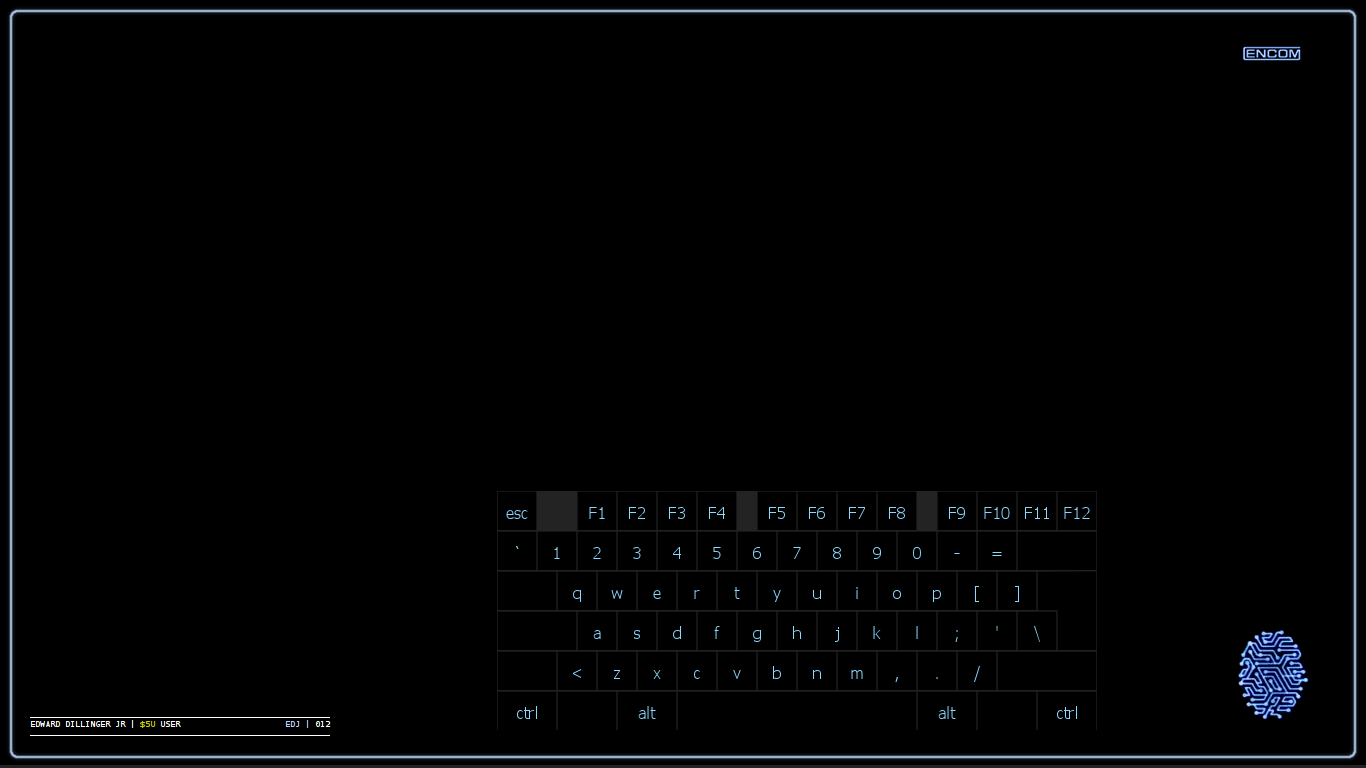 ENCOM
esc F1 F2 F3 F4 F5 F6 F7 F8 F9 F10 F11 F12
` 1 2 3 4 5 6 7 8 9 0 - =
q w e r t y u i o p [ ]
a s d f g h j k l ; ' \
< z x c v b n m , . /
ctrl alt alt ctrl
EDWARD DILLINGER JR | $SU USER EDJ | 012